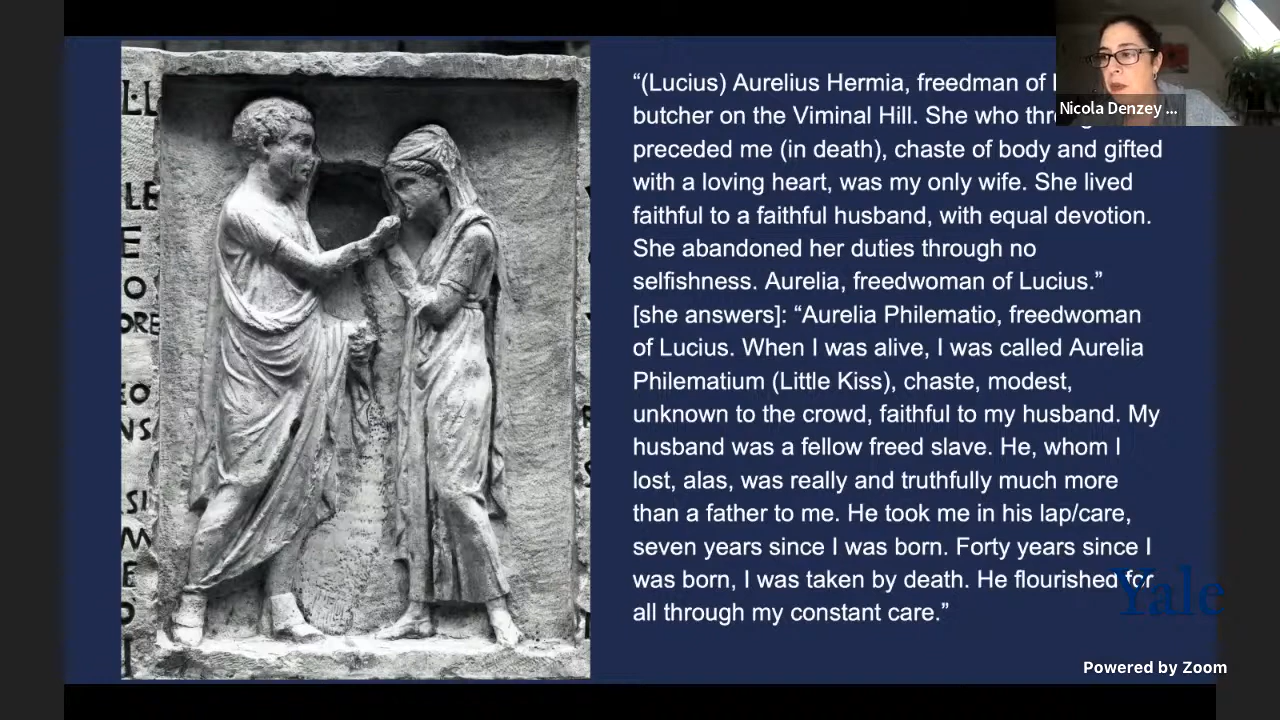 “(Lucius) Aurelius Hermia, freedman of
butcher on the Viminal Hill. She who
preceded me (in death), chaste of body and gifted
with a loving heart, was my only wife. She lived
faithful to a faithful husband, with equal devotion.
She abandoned her duties through no
selfishness. Aurelia, freedwoman of Lucius.”
[she answers]: “Aurelia Philematio, freedwoman
of Lucius. When I was alive, I was called Aurelia
Philematium (Little Kiss), chaste, modest,
unknown to the crowd, faithful to my husband. My
husband was a fellow freed slave. He, whom I
lost, alas, was really and truthfully much more
than a father to me. He took me in his lap/care,
seven years since I was born. Forty years since I
was born, I was taken by death. He flourished for
all through my constant care.”
Nicola Denzey ...
Yale
Powered by Zoom